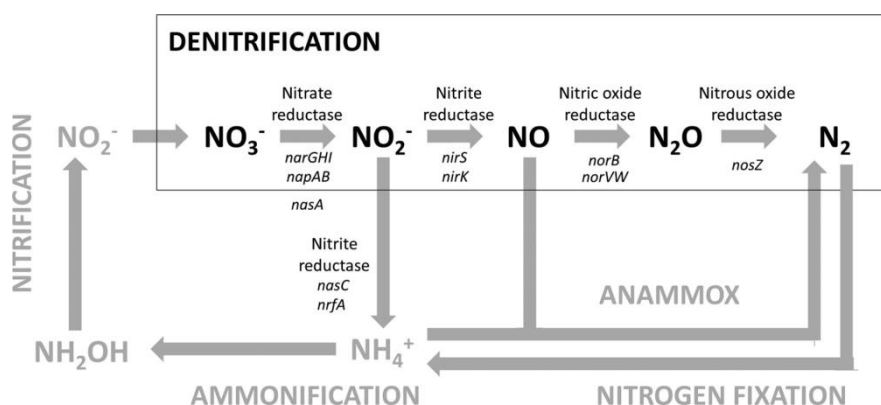 DENITRIFICATION
Nitrate
reductase
Nitrite
reductase
Nitric oxide
reductase
Nitrous oxide
reductase
NO₂⁻
NO₃⁻
NO₂⁻
NO
N₂O
N₂
narGHI
napAB
nasA
nirS
nirK
norB
norVW
nosZ
NITRIFICATION
Nitrite
reductase
nasC
nrfA
ANAMMOX
NH₂OH
NH₄⁺
AMMONIFICATION
NITROGEN FIXATION